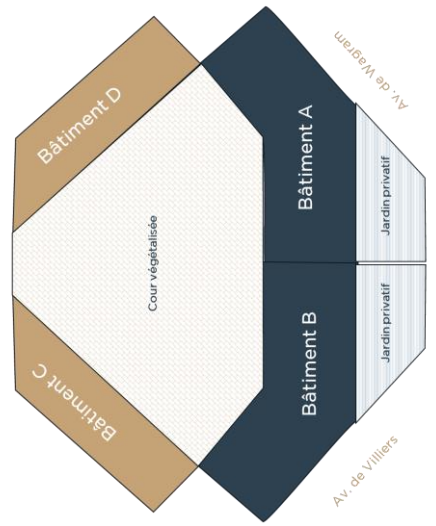 Av. de Wagram
Bâtiment D
Bâtiment A
Jardin privatif
Cour végétalisée
Bâtiment C
Bâtiment B
Jardin privatif
Av. de Villiers